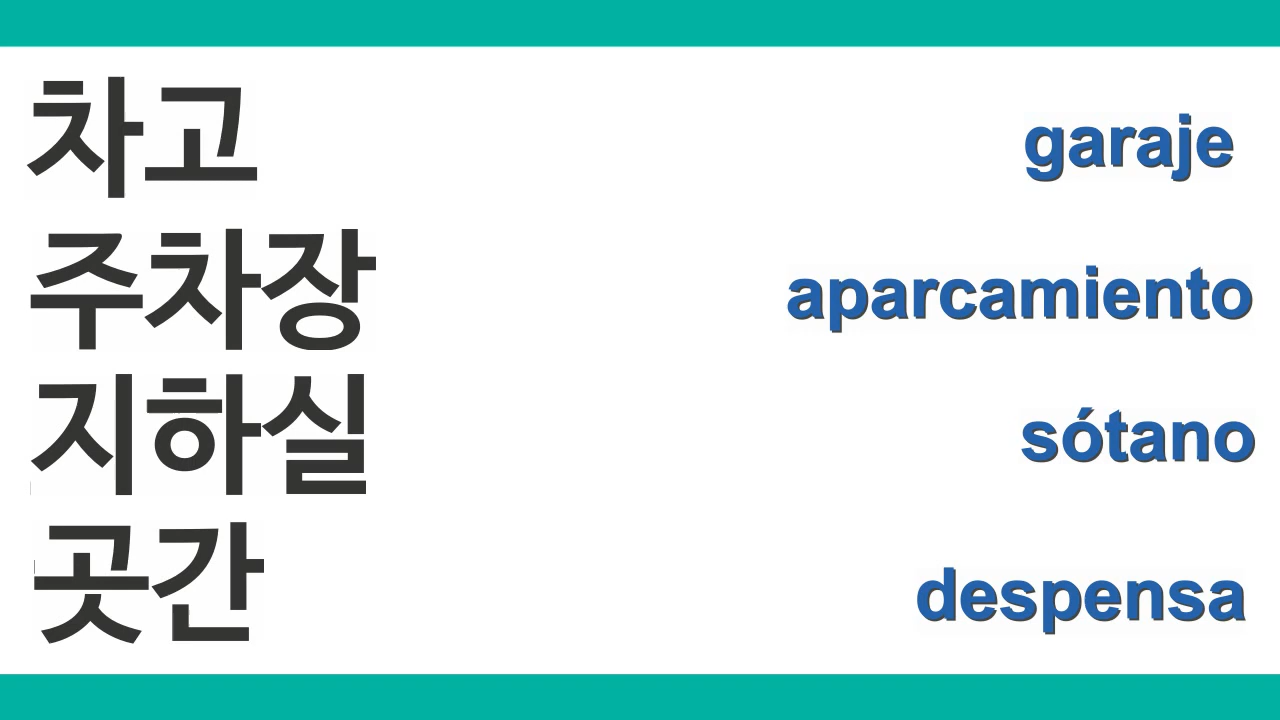 차고 garaje
주차장 aparcamiento
지하실 sótano
곳간 despensa